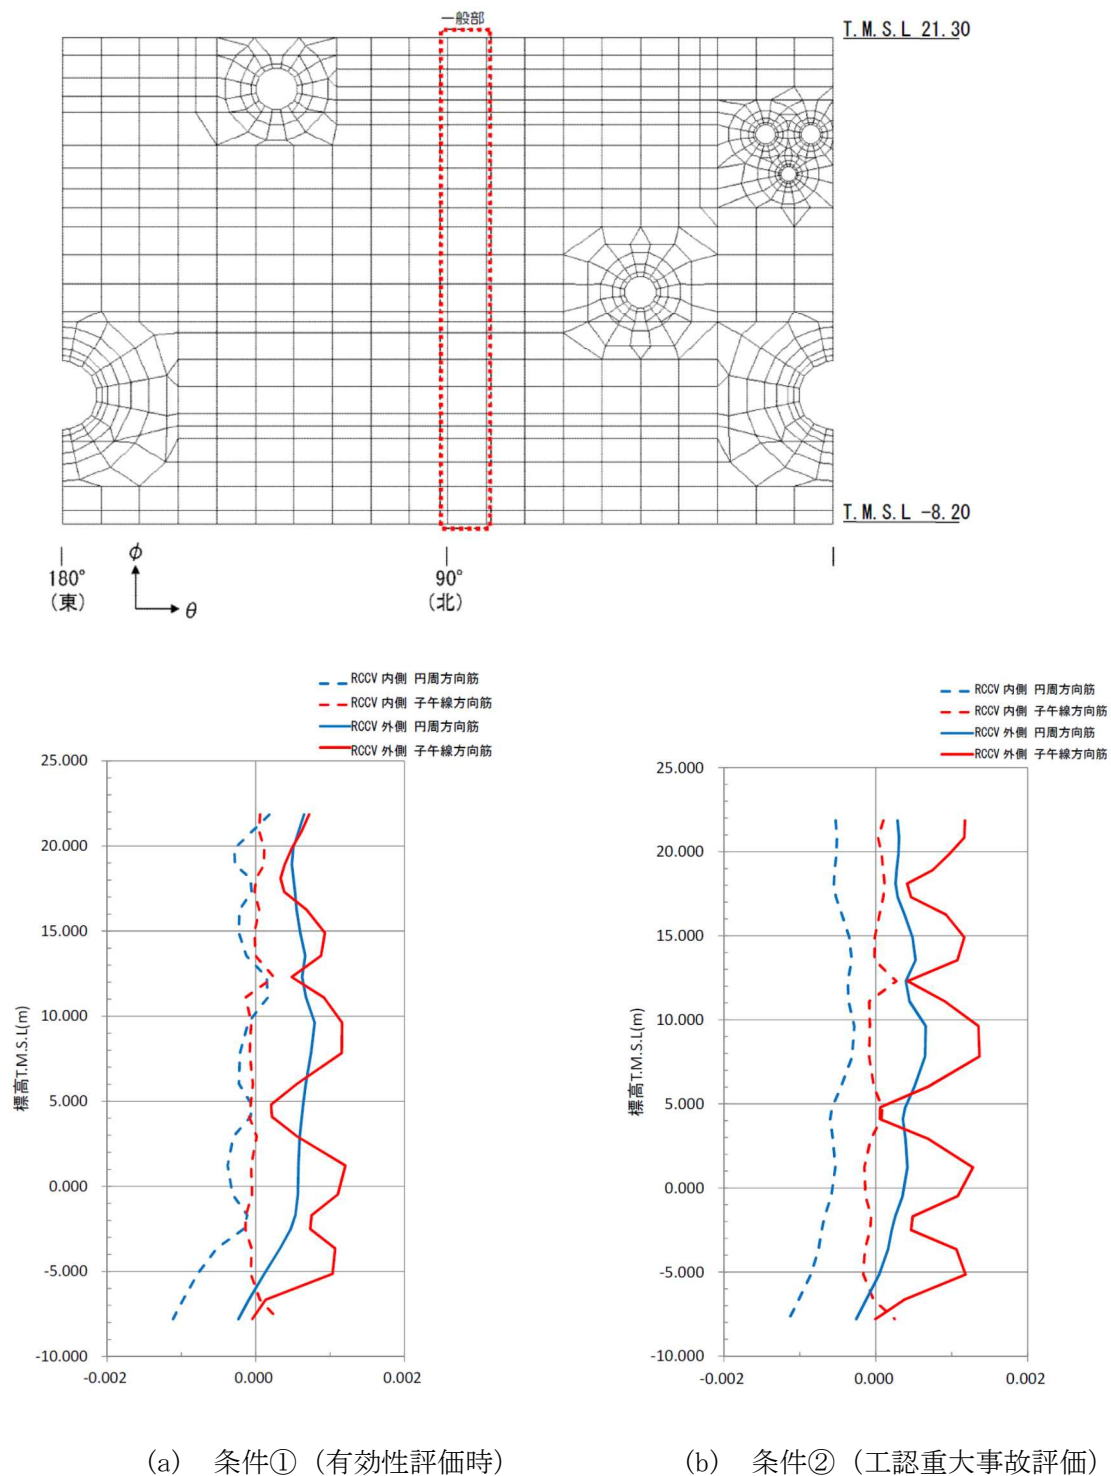 一般部
T.M.S.L 21.30
T.M.S.L -8.20
φ
θ
180°
(東)
90°
(北)
RCCV 内側 円周方向筋
RCCV 内側 子午線方向筋
RCCV 外側 円周方向筋
RCCV 外側 子午線方向筋
25.000
20.000
15.000
10.000
5.000
0.000
-5.000
-10.000
標高T.M.S.L(m)
-0.002
0.000
0.002
RCCV 内側 円周方向筋
RCCV 内側 子午線方向筋
RCCV 外側 円周方向筋
RCCV 外側 子午線方向筋
25.000
20.000
15.000
10.000
5.000
0.000
-5.000
-10.000
標高T.M.S.L(m)
-0.002
0.000
0.002
(a) 条件①（有効性評価時）
(b) 条件②（工認重大事故評価）